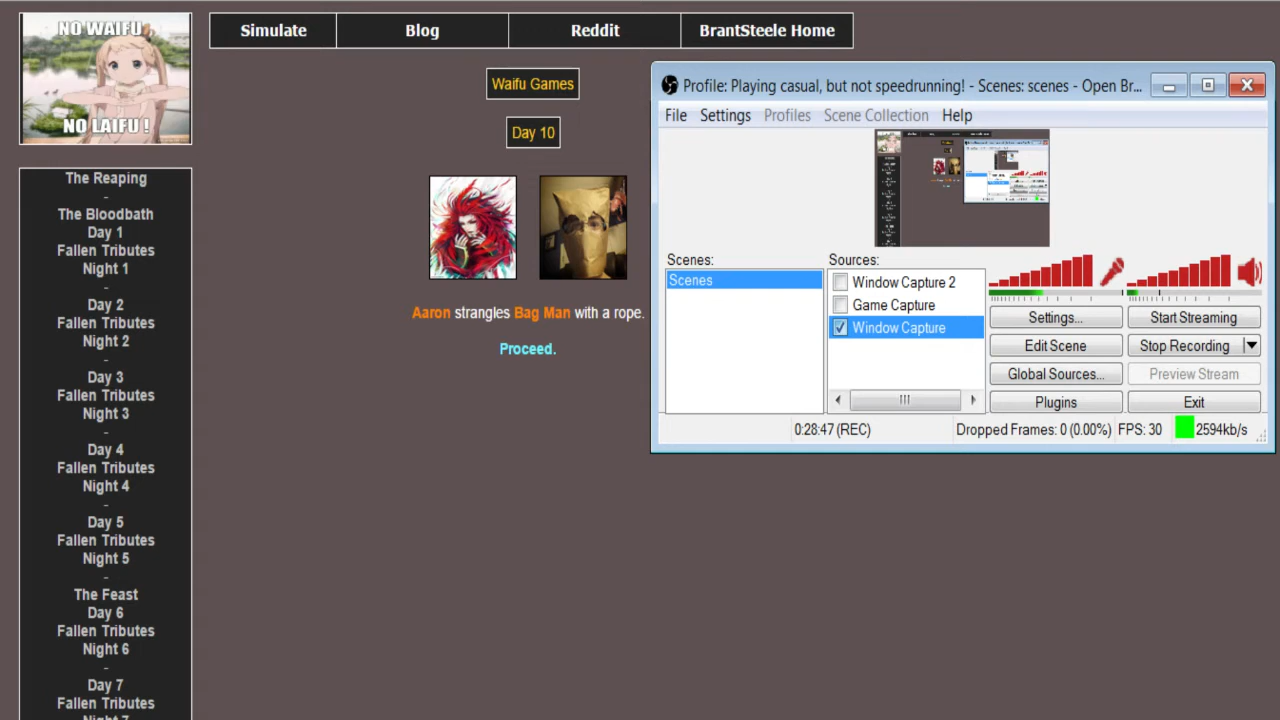 NO WAIFU
NO LAIFU !
Simulate
Blog
Reddit
BrantSteele Home
Waifu Games
Day 10
Aaron strangles Bag Man with a rope.
Proceed.
The Reaping
-
The Bloodbath
Day 1
Fallen Tributes
Night 1
-
Day 2
Fallen Tributes
Night 2
-
Day 3
Fallen Tributes
Night 3
-
Day 4
Fallen Tributes
Night 4
-
Day 5
Fallen Tributes
Night 5
-
The Feast
Day 6
Fallen Tributes
Night 6
-
Day 7
Fallen Tributes
Night 7
Profile: Playing casual, but not speedrunning! - Scenes: scenes - Open Br...
File
Settings
Profiles
Scene Collection
Help
Scenes:
Scenes
Sources:
Window Capture 2
Game Capture
Window Capture
Settings...
Start Streaming
Edit Scene
Stop Recording
Global Sources...
Preview Stream
Plugins
Exit
0:28:47 (REC)
Dropped Frames: 0 (0.00%)
FPS: 30
2594kb/s